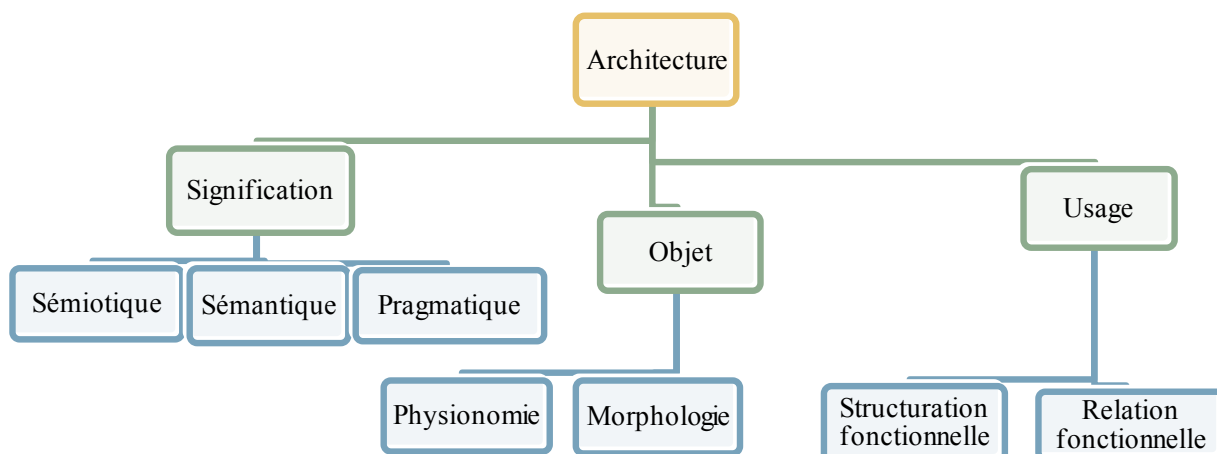 Architecture
Signification
Objet
Usage
Sémiotique
Sémantique
Pragmatique
Physionomie
Morphologie
Structuration
fonctionnelle
Relation
fonctionnelle